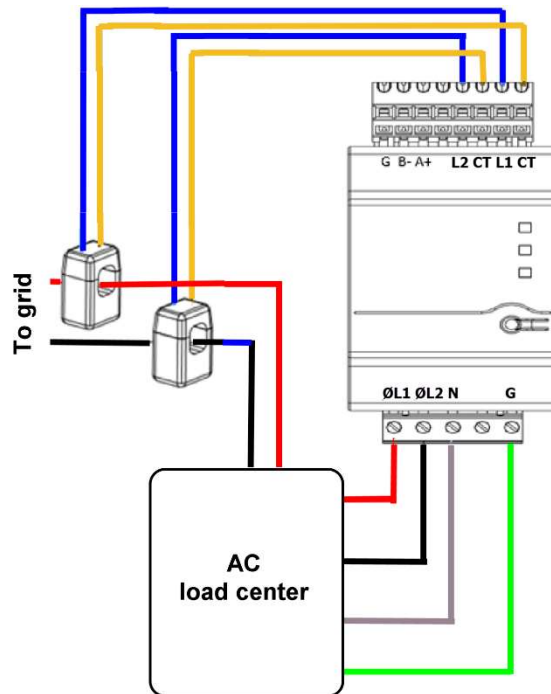 G B- A+ L2 CT L1 CT
To grid
ØL1 ØL2 N G
AC
load center